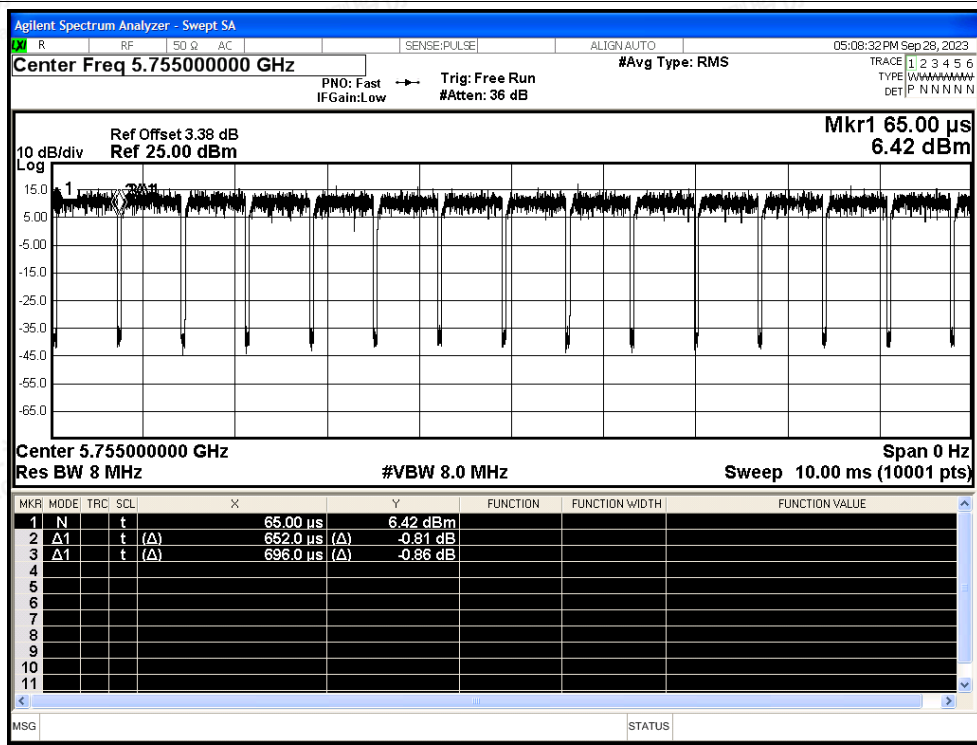 Agilent Spectrum Analyzer - Swept SA
LXI R RF 50 Ω AC SENSE:PULSE ALIGN AUTO 05:08:32 PM Sep 28, 2023
Center Freq 5.755000000 GHz
PNO: Fast
IFGain:Low
Trig: Free Run
#Atten: 36 dB
#Avg Type: RMS
TRACE 1 2 3 4 5 6
TYPE
DET P N N N N N
Ref Offset 3.38 dB
10 dB/div Ref 25.00 dBm
Log
Mkr1 65.00 µs
6.42 dBm
15.0
5.00
-5.00
-15.0
-25.0
-35.0
-45.0
-55.0
-65.0
1
Center 5.755000000 GHz Span 0 Hz
Res BW 8 MHz #VBW 8.0 MHz Sweep 10.00 ms (10001 pts)
MKR MODE TRC SCL X Y FUNCTION FUNCTION WIDTH FUNCTION VALUE
1 N t 65.00 µs 6.42 dBm
2 Δ1 t (Δ) 652.0 µs (Δ) -0.81 dB
3 Δ1 t (Δ) 696.0 µs (Δ) -0.86 dB
4
5
6
7
8
9
10
11
MSG STATUS